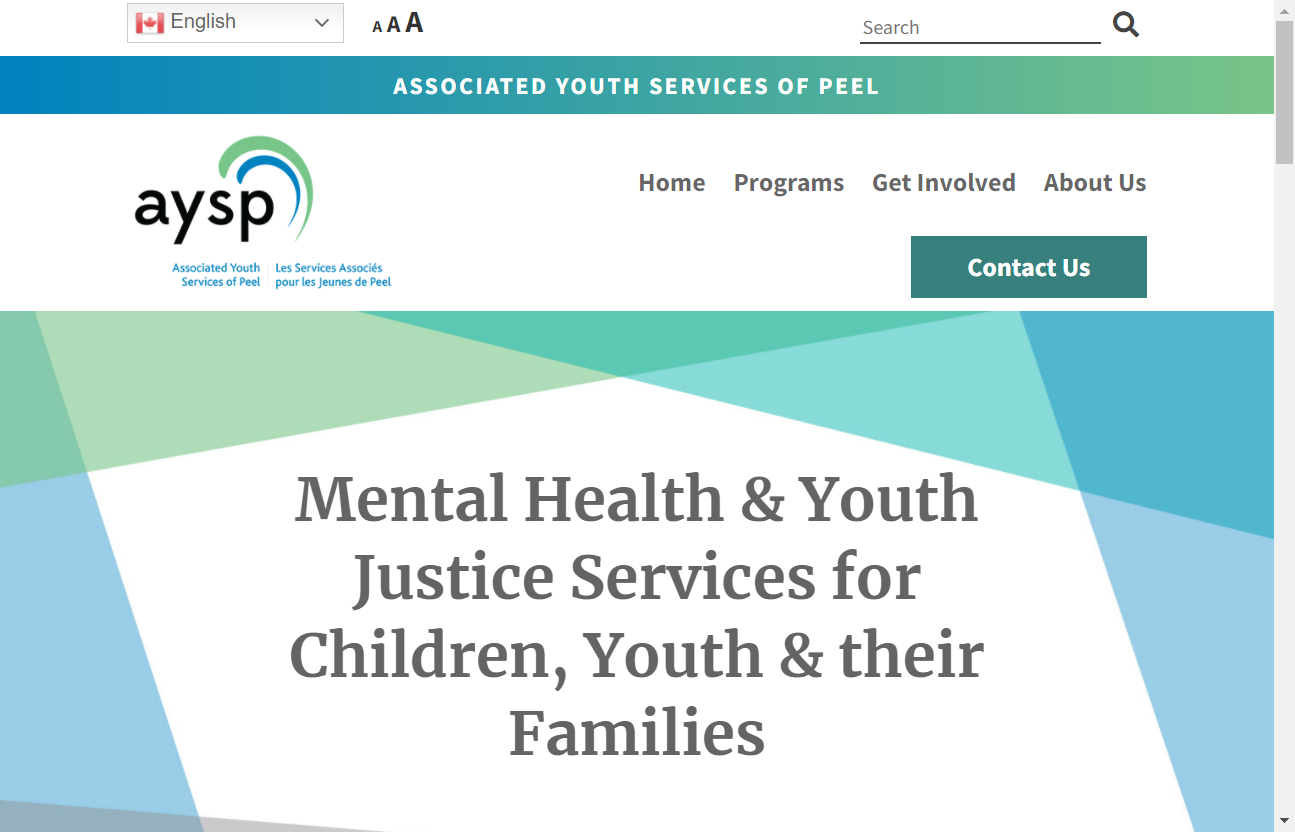 English
A A A
Search
ASSOCIATED YOUTH SERVICES OF PEEL
aysp
Associated Youth
Services of Peel
Les Services Associés
pour les Jeunes de Peel
Home Programs Get Involved About Us
Contact Us
Mental Health & Youth
Justice Services for
Children, Youth & their
Families